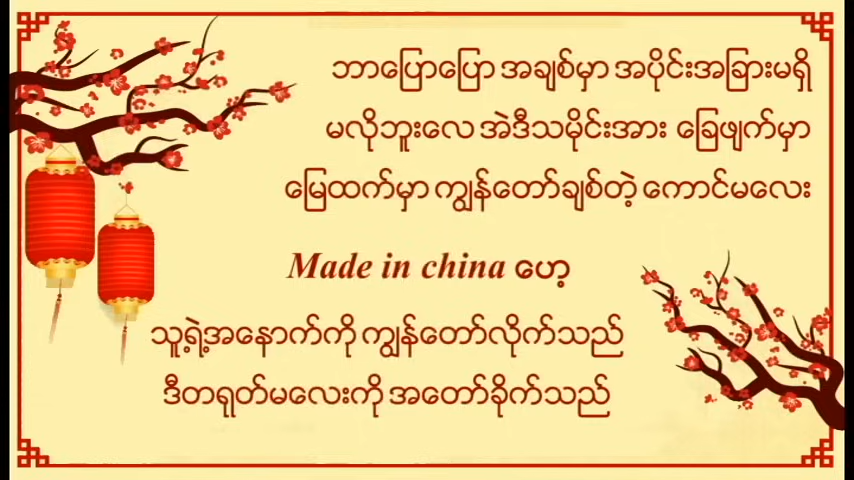 ဘာပြောပြော အချစ်မှာ အပိုင်းအခြားမရှိ
မလိုဘူးလေ အဲဒီသမိုင်းအား ခြေဖျက်မှာ
မြေထက်မှာ ကျွန်တော်ချစ်တဲ့ ကောင်မလေး
Made in china ဟေ့
သူ့ရဲ့အနောက်ကို ကျွန်တော်လိုက်သည်
ဒီတရုတ်မလေးကို အတော်ခိုက်သည်